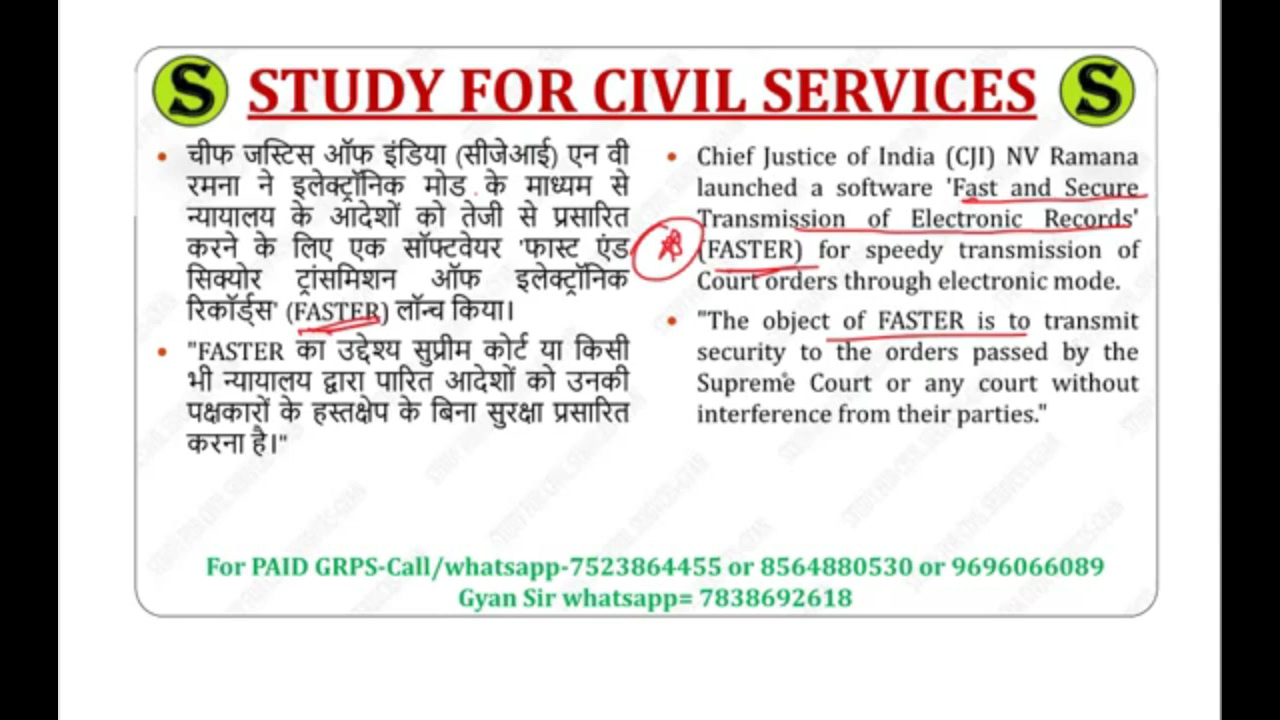 S STUDY FOR CIVIL SERVICES S
चीफ जस्टिस ऑफ इंडिया (सीजेआई) एन वी
रमना ने इलेक्ट्रॉनिक मोड के माध्यम से
न्यायालय के आदेशों को तेजी से प्रसारित
करने के लिए एक सॉफ्टवेयर 'फास्ट एंड
सिक्योर ट्रांसमिशन ऑफ इलेक्ट्रॉनिक
रिकॉर्ड्स' (FASTER) लॉन्च किया।
"FASTER का उद्देश्य सुप्रीम कोर्ट या किसी
भी न्यायालय द्वारा पारित आदेशों को उनकी
पक्षकारों के हस्तक्षेप के बिना सुरक्षा प्रसारित
करना है।"
Chief Justice of India (CJI) NV Ramana
launched a software 'Fast and Secure
Transmission of Electronic Records'
(FASTER) for speedy transmission of
Court orders through electronic mode.
"The object of FASTER is to transmit
security to the orders passed by the
Supreme Court or any court without
interference from their parties."
For PAID GRPS-Call/whatsapp-7523864455 or 8564880530 or 9696066089
Gyan Sir whatsapp= 7838692618